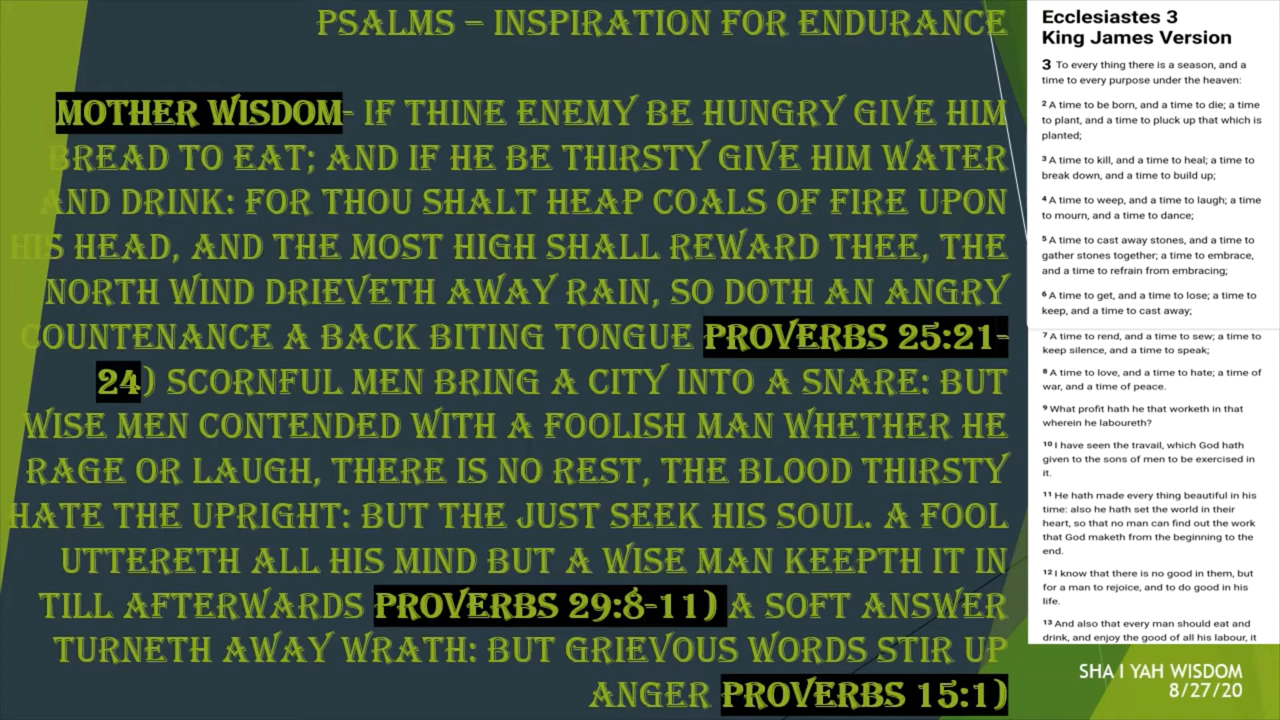 PSALMS – INSPIRATION FOR ENDURANCE
MOTHER WISDOM- IF THINE ENEMY BE HUNGRY GIVE HIM
BREAD TO EAT; AND IF HE BE THIRSTY GIVE HIM WATER
AND DRINK: FOR THOU SHALT HEAP COALS OF FIRE UPON
HIS HEAD, AND THE MOST HIGH SHALL REWARD THEE, THE
NORTH WIND DRIEVETH AWAY RAIN, SO DOTH AN ANGRY
COUNTENANCE A BACK BITING TONGUE PROVERBS 25:21-
24) SCORNFUL MEN BRING A CITY INTO A SNARE: BUT
WISE MEN CONTENDED WITH A FOOLISH MAN WHETHER HE
RAGE OR LAUGH, THERE IS NO REST, THE BLOOD THIRSTY
HATE THE UPRIGHT: BUT THE JUST SEEK HIS SOUL. A FOOL
UTTERETH ALL HIS MIND BUT A WISE MAN KEEPTH IT IN
TILL AFTERWARDS PROVERBS 29:8-11) A SOFT ANSWER
TURNETH AWAY WRATH: BUT GRIEVOUS WORDS STIR UP
ANGER PROVERBS 15:1)
Ecclesiastes 3
King James Version
3 To every thing there is a season, and a
time to every purpose under the heaven:
2 A time to be born, and a time to die; a time
to plant, and a time to pluck up that which is
planted;
3 A time to kill, and a time to heal; a time to
break down, and a time to build up;
4 A time to weep, and a time to laugh; a time
to mourn, and a time to dance;
5 A time to cast away stones, and a time to
gather stones together; a time to embrace,
and a time to refrain from embracing;
6 A time to get, and a time to lose; a time to
keep, and a time to cast away;
7 A time to rend, and a time to sew; a time to
keep silence, and a time to speak;
8 A time to love, and a time to hate; a time of
war, and a time of peace.
9 What profit hath he that worketh in that
wherein he laboureth?
10 I have seen the travail, which God hath
given to the sons of men to be exercised in
it.
11 He hath made every thing beautiful in his
time: also he hath set the world in their
heart, so that no man can find out the work
that God maketh from the beginning to the
end.
12 I know that there is no good in them, but
for a man to rejoice, and to do good in his
life.
13 And also that every man should eat and
drink, and enjoy the good of all his labour, it
SHA I YAH WISDOM
8/27/20